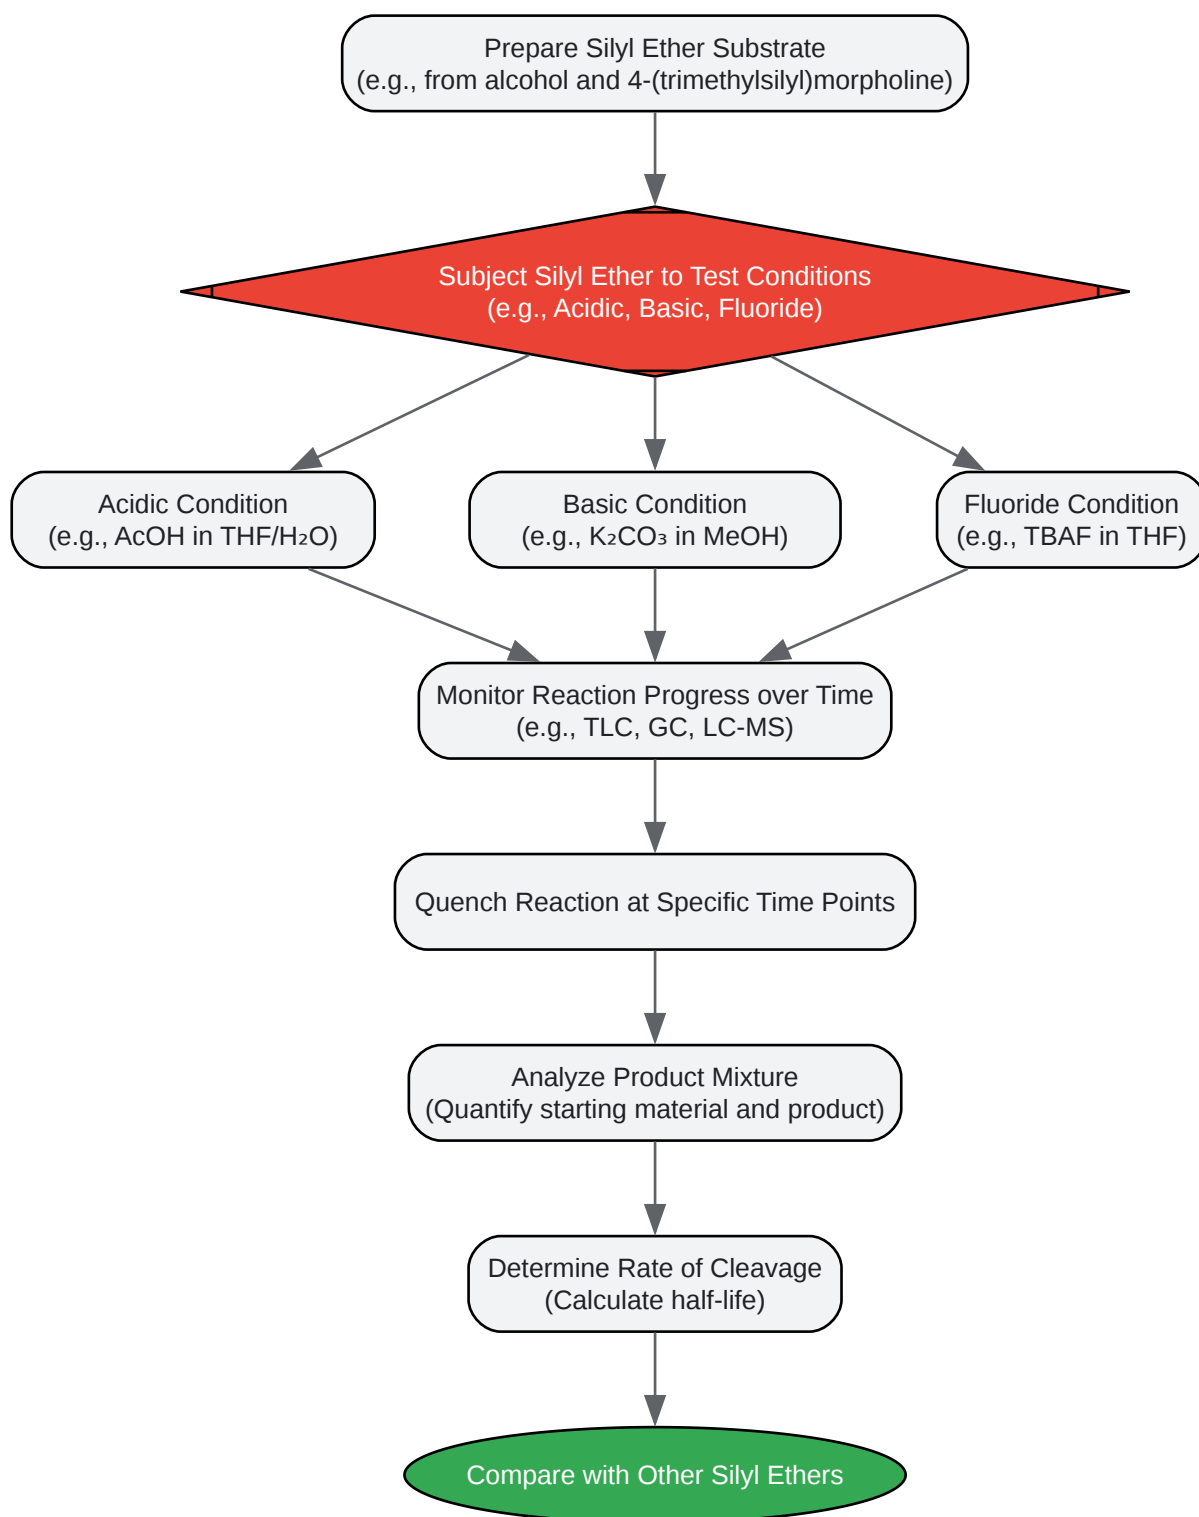 Prepare Silyl Ether Substrate
(e.g., from alcohol and 4-(trimethylsilyl)morpholine)
Subject Silyl Ether to Test Conditions
(e.g., Acidic, Basic, Fluoride)
Acidic Condition
(e.g., AcOH in THF/H₂O)
Basic Condition
(e.g., K₂CO₃ in MeOH)
Fluoride Condition
(e.g., TBAF in THF)
Monitor Reaction Progress over Time
(e.g., TLC, GC, LC-MS)
Quench Reaction at Specific Time Points
Analyze Product Mixture
(Quantify starting material and product)
Determine Rate of Cleavage
(Calculate half-life)
Compare with Other Silyl Ethers